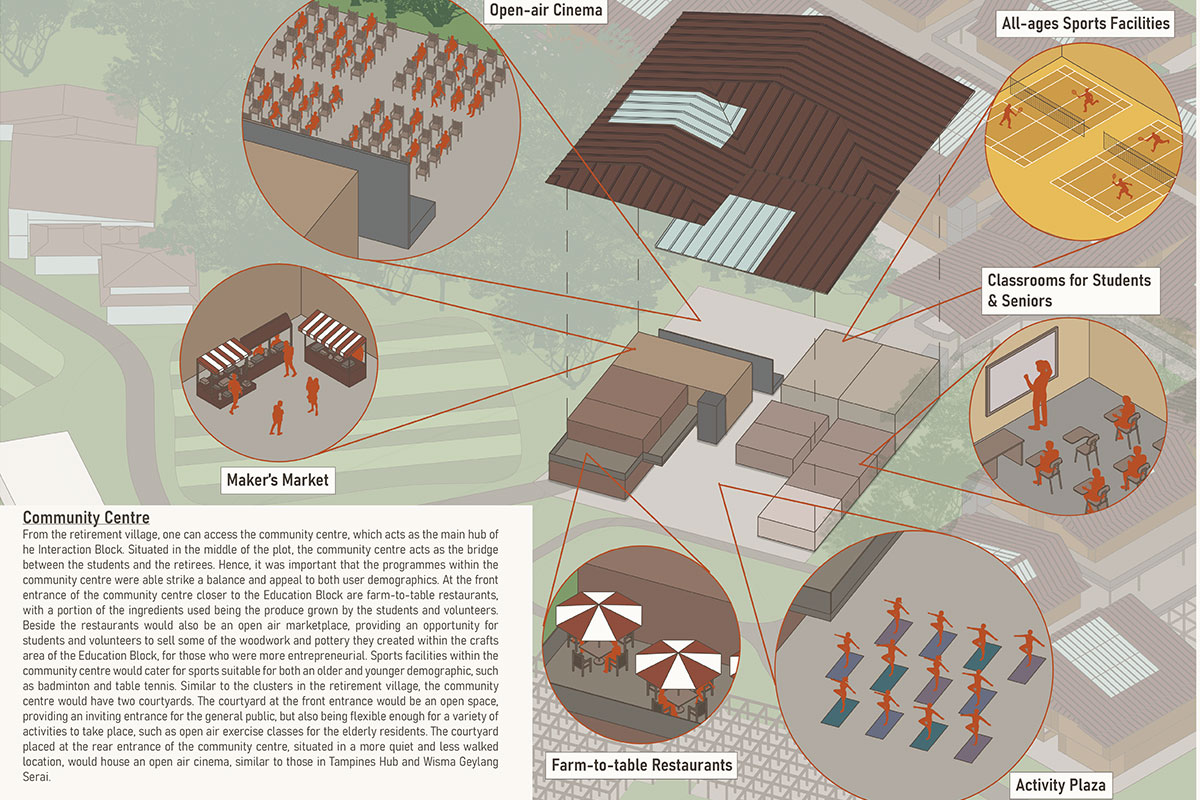 Open-air Cinema
All-ages Sports Facilities
Classrooms for Students
& Seniors
Maker's Market
Community Centre
From the retirement village, one can access the community centre, which acts as the main hub of
he Interaction Block. Situated in the middle of the plot, the community centre acts as the bridge
between the students and the retirees. Hence, it was important that the programmes within the
community centre were able strike a balance and appeal to both user demographics. At the front
entrance of the community centre closer to the Education Block are farm-to-table restaurants,
with a portion of the ingredients used being the produce grown by the students and volunteers.
Beside the restaurants would also be an open air marketplace, providing an opportunity for
students and volunteers to sell some of the woodwork and pottery they created within the crafts
area of the Education Block, for those who were more entrepreneurial. Sports facilities within the
community centre would cater for sports suitable for both an older and younger demographic, such
as badminton and table tennis. Similar to the clusters in the retirement village, the community
centre would have two courtyards. The courtyard at the front entrance would be an open space,
providing an inviting entrance for the general public, but also being flexible enough for a variety of
activities to take place, such as open air exercise classes for the elderly residents. The courtyard
placed at the rear entrance of the community centre, situated in a more quiet and less walked
location, would house an open air cinema, similar to those in Tampines Hub and Wisma Geylang
Serai.
Farm-to-table Restaurants
Activity Plaza